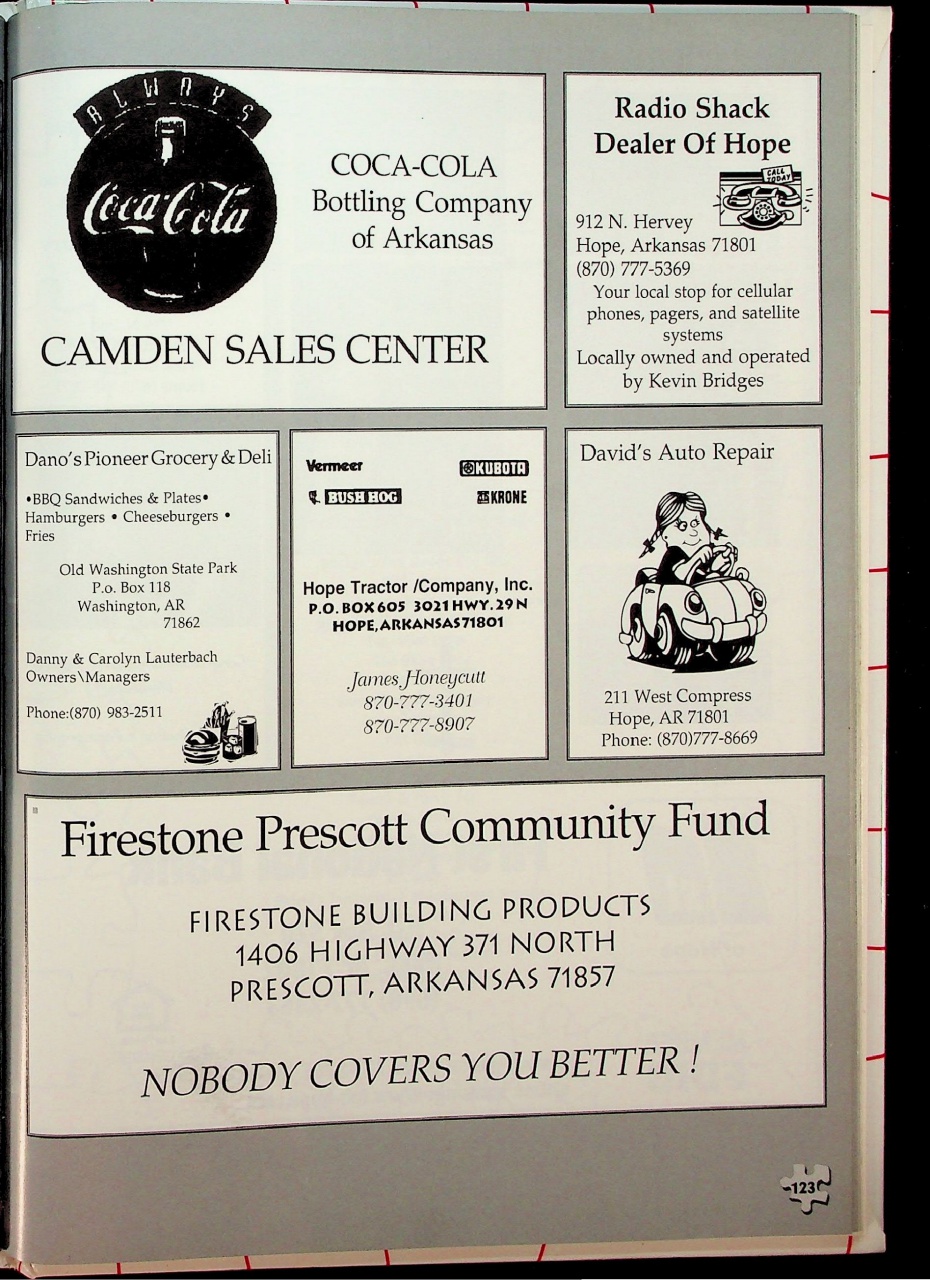 ALWAYS
Coca-Cola
COCA-COLA
Bottling Company
of Arkansas
CAMDEN SALES CENTER
Radio Shack
Dealer Of Hope
CALL
TODAY
912 N. Hervey
Hope, Arkansas 71801
(870) 777-5369
Your local stop for cellular
phones, pagers, and satellite
systems
Locally owned and operated
by Kevin Bridges
Dano's Pioneer Grocery & Deli
•BBQ Sandwiches & Plates•
Hamburgers • Cheeseburgers •
Fries
Old Washington State Park
P.o. Box 118
Washington, AR
71862
Danny & Carolyn Lauterbach
Owners\Managers
Phone:(870) 983-2511
Vermeer
KUBOTA
BUSH HOG
KRONE
Hope Tractor /Company, Inc.
P.O. BOX 605 3021 HWY. 29 N
HOPE, ARKANSAS 71801
James Honeycutt
870-777-3401
870-777-8907
David's Auto Repair
211 West Compress
Hope, AR 71801
Phone: (870)777-8669
Firestone Prescott Community Fund
FIRESTONE BUILDING PRODUCTS
1406 HIGHWAY 371 NORTH
PRESCOTT, ARKANSAS 71857
NOBODY COVERS YOU BETTER !
123